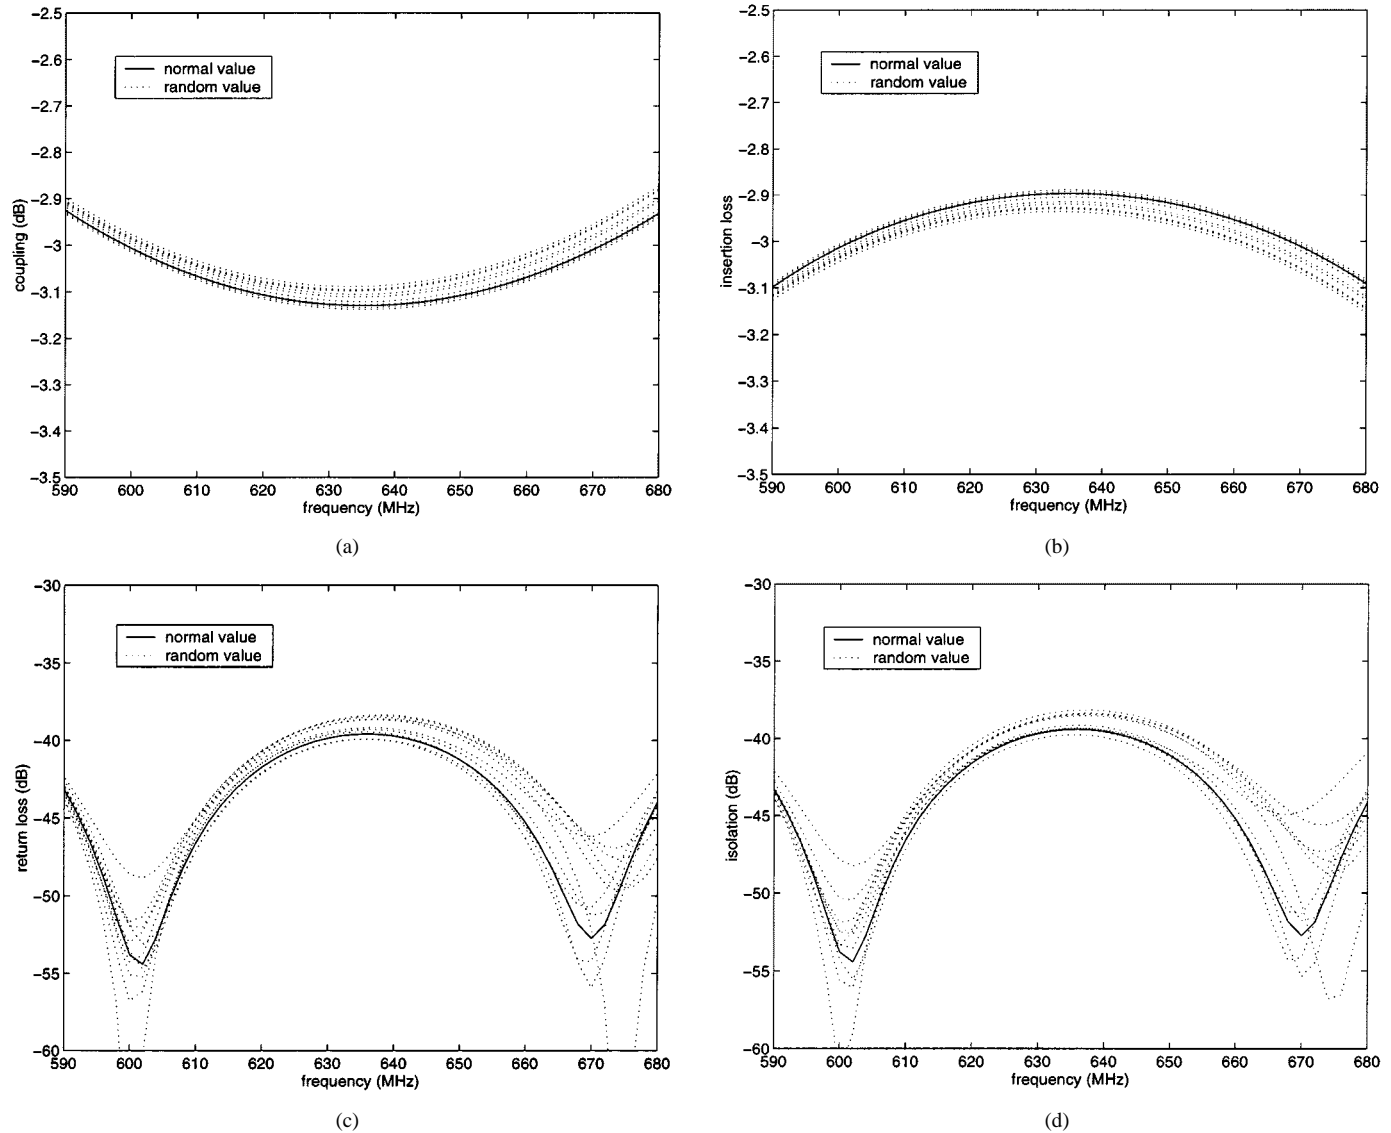 −2.5
−2.6
−2.7
−2.8
−2.9
−3
−3.1
−3.2
−3.3
−3.4
−3.5
coupling (dB)
normal value
random value
590 600 610 620 630 640 650 660 670 680
frequency (MHz)
(a)
−2.5
−2.6
−2.7
−2.8
−2.9
−3
−3.1
−3.2
−3.3
−3.4
−3.5
insertion loss
normal value
random value
590 600 610 620 630 640 650 660 670 680
frequency (MHz)
(b)
−30
−35
−40
−45
−50
−55
−60
return loss (dB)
normal value
random value
590 600 610 620 630 640 650 660 670 680
frequency (MHz)
(c)
−30
−35
−40
−45
−50
−55
−60
isolation (dB)
normal value
random value
590 600 610 620 630 640 650 660 670 680
frequency (MHz)
(d)